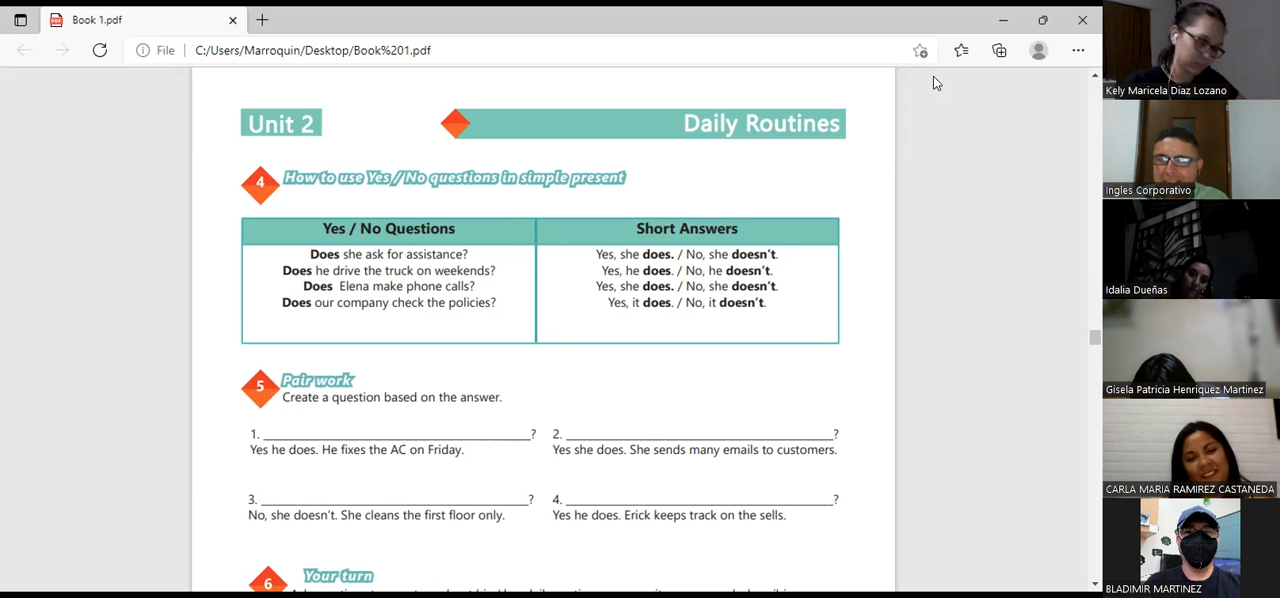 Book 1.pdf
File
C:/Users/Marroquin/Desktop/Book%201.pdf
Unit 2
Daily Routines
4
How to use Yes / No questions in simple present
Yes / No Questions
Short Answers
Does she ask for assistance?
Yes, she does. / No, she doesn't.
Does he drive the truck on weekends?
Yes, he does. / No, he doesn't.
Does Elena make phone calls?
Yes, she does. / No, she doesn't.
Does our company check the policies?
Yes, it does. / No, it doesn't.
5
Pair work
Create a question based on the answer.
1. ______________________________?
Yes he does. He fixes the AC on Friday.
2. ______________________________?
Yes she does. She sends many emails to customers.
3. ______________________________?
No, she doesn't. She cleans the first floor only.
4. ______________________________?
Yes he does. Erick keeps track on the sells.
6
Your turn
Kely Maricela Diaz Lozano
Ingles Corporativo
Idalia Dueñas
Gisela Patricia Henriquez Martinez
CARLA MARIA RAMIREZ CASTANEDA
BLADIMIR MARTINEZ